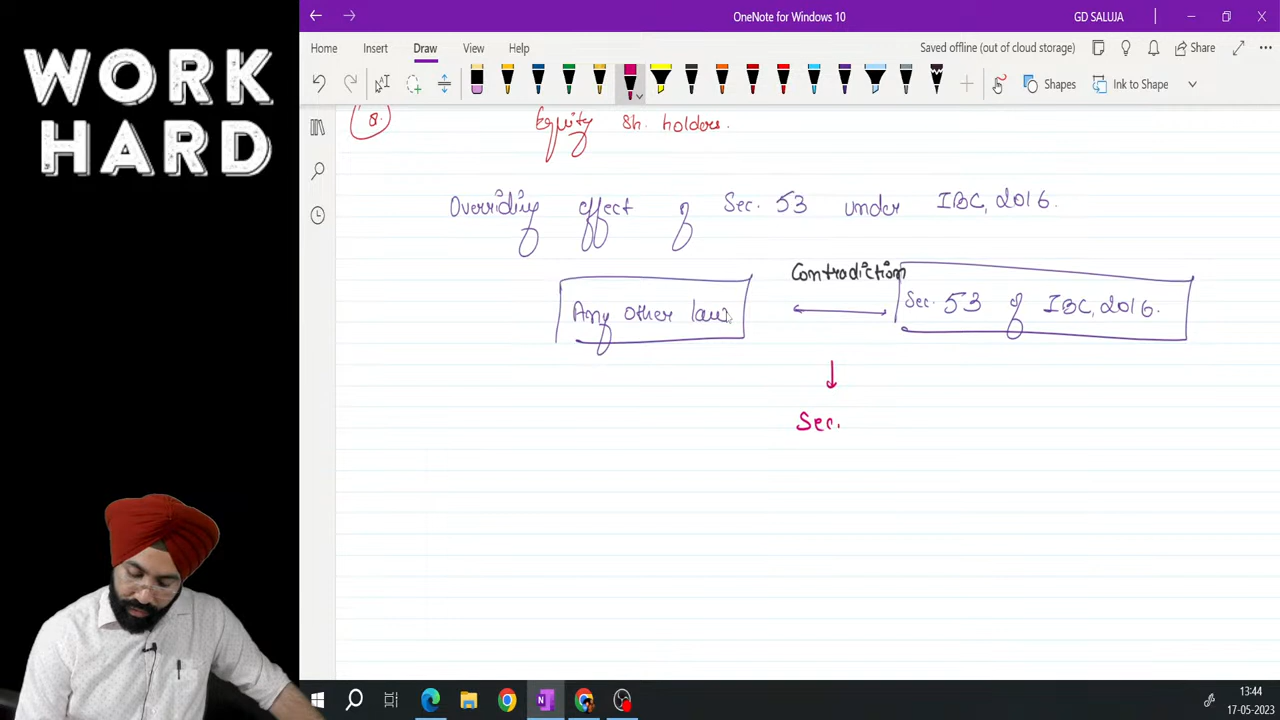 WORK
HARD
OneNote for Windows 10
GD SALUJA
Home Insert Draw View Help
Saved offline (out of cloud storage)
Share
Shapes
Ink to Shape
8.
Equity Sh. holders.
Overriding effect of Sec. 53 under IBC, 2016.
Contradiction
Any Other law
Sec. 53 of IBC, 2016.
Sec.
13:44
17-05-2023